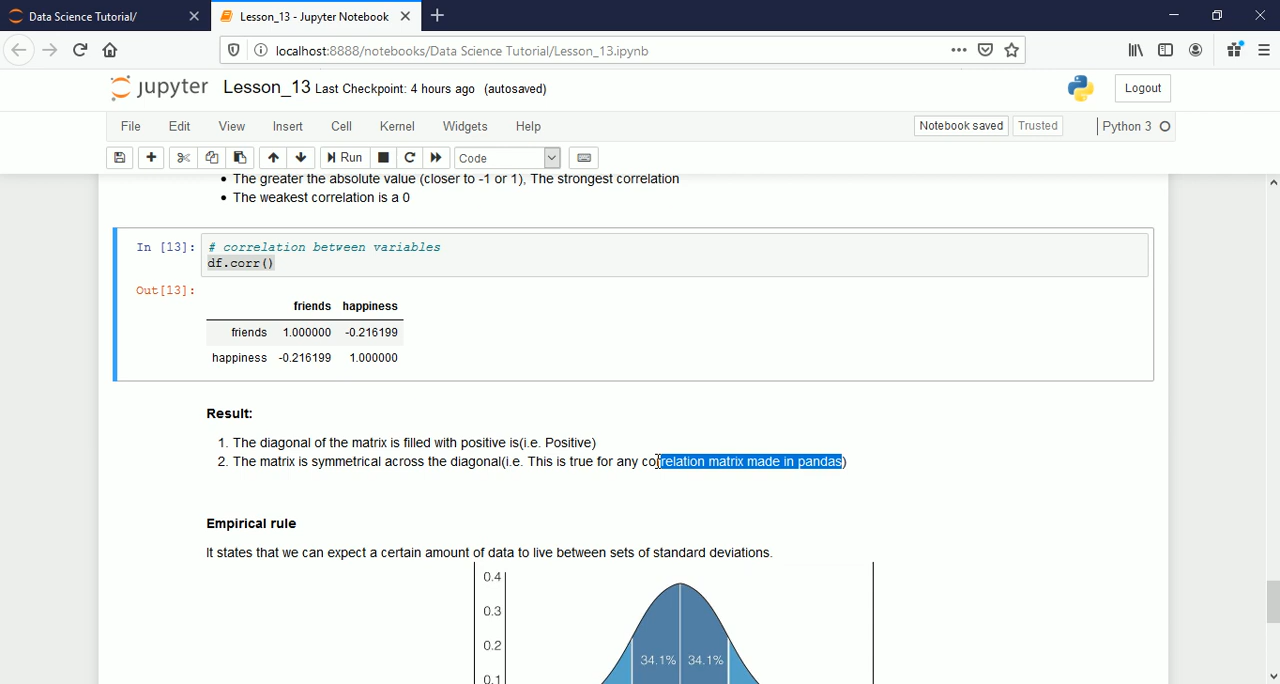 Data Science Tutorial/
Lesson_13 - Jupyter Notebook
localhost:8888/notebooks/Data Science Tutorial/Lesson_13.ipynb
jupyter Lesson_13 Last Checkpoint: 4 hours ago (autosaved)
Logout
File Edit View Insert Cell Kernel Widgets Help
Notebook saved Trusted Python 3
Run Code
• The greater the absolute value (closer to -1 or 1), The strongest correlation
• The weakest correlation is a 0
In [13]: # correlation between variables
df.corr()
Out[13]:
friends happiness
friends 1.000000 -0.216199
happiness -0.216199 1.000000
Result:
1. The diagonal of the matrix is filled with positive is(i.e. Positive)
2. The matrix is symmetrical across the diagonal(i.e. This is true for any correlation matrix made in pandas)
Empirical rule
It states that we can expect a certain amount of data to live between sets of standard deviations.
0.4
0.3
0.2
34.1% 34.1%
0.1